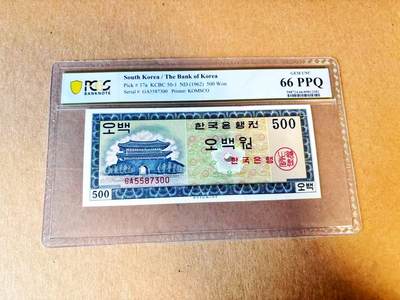 PCGS
BANKNOTE
South Korea / The Bank of Korea
Pick # 37a KCBC 50-1 ND (1962) 500 Won
Serial #: GA5587300 Printer: KOMSCO
GEM UNC
66 PPQ
오백
한국은행권
500
오백원
한국은행
GA5587300
500
오백